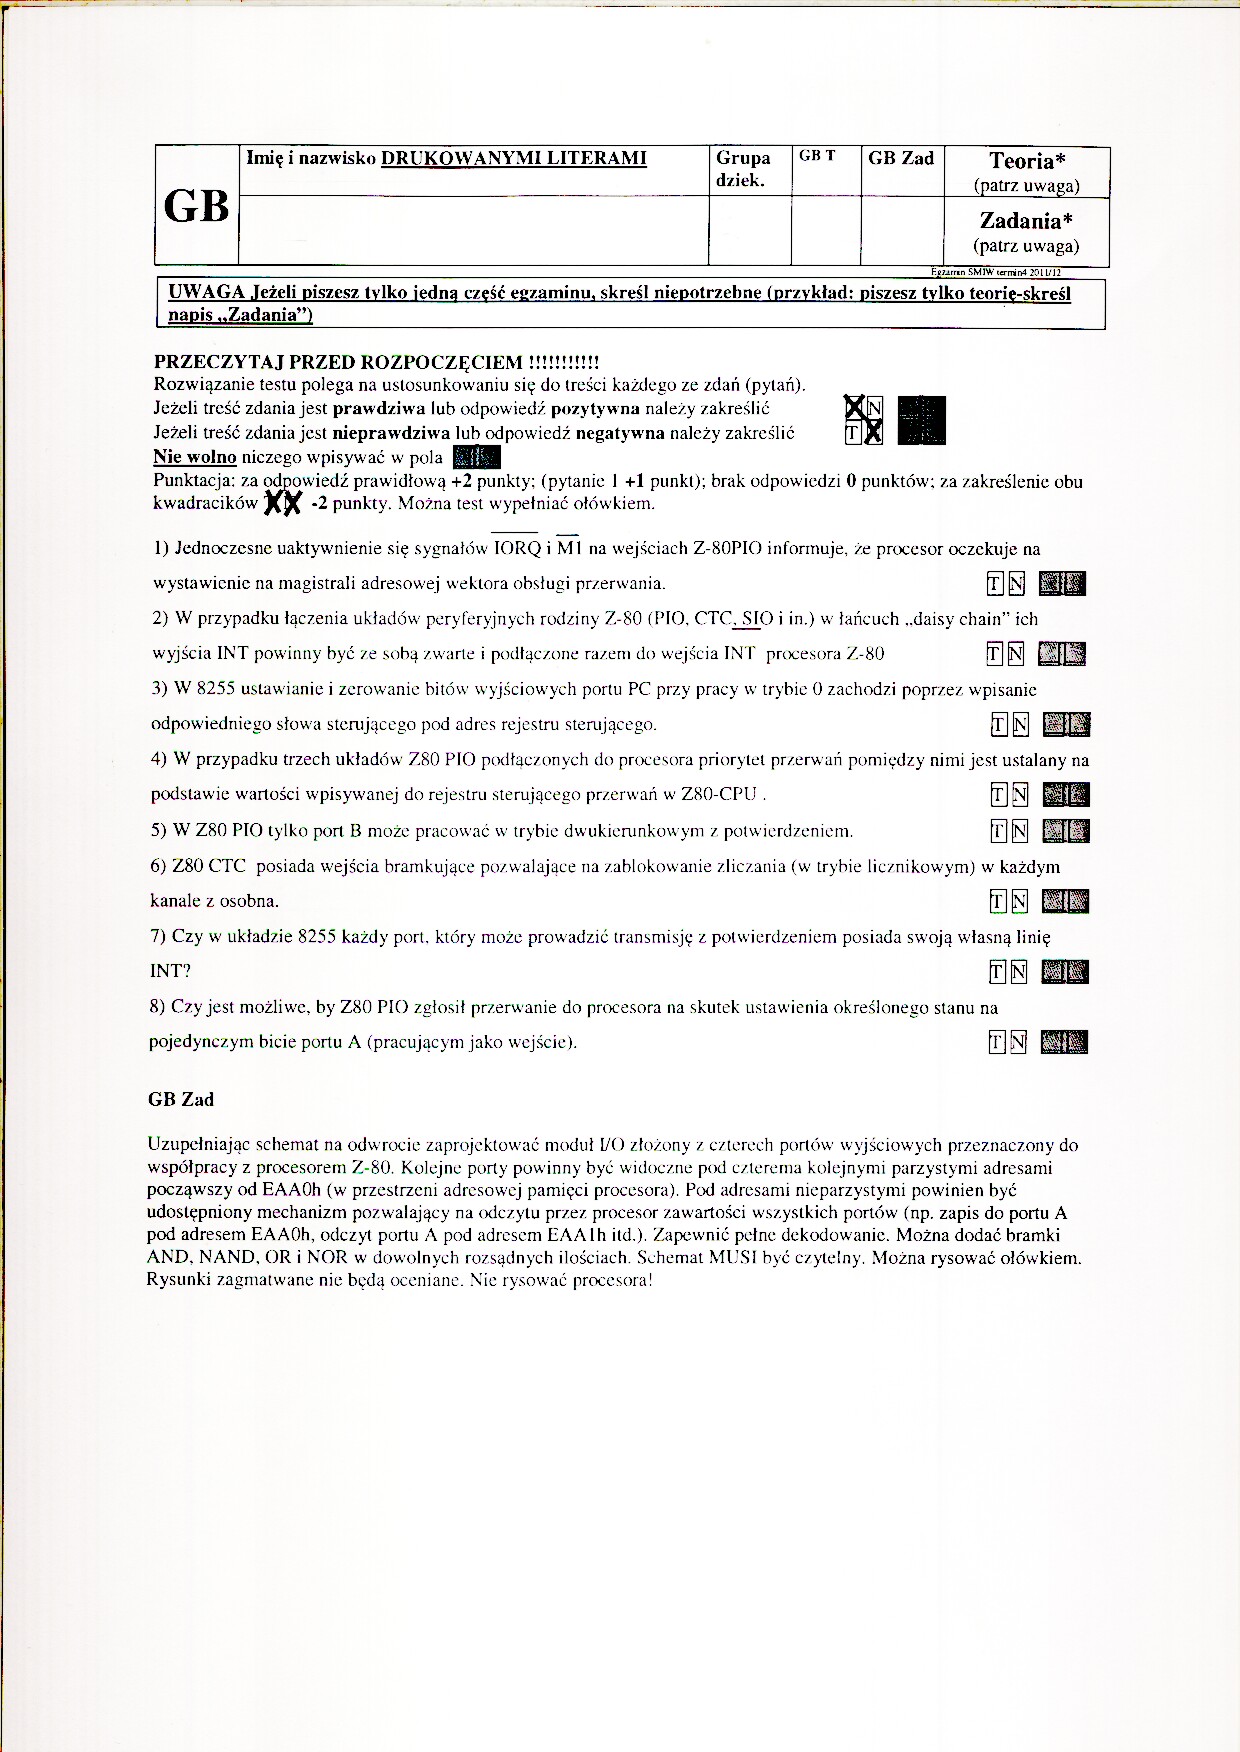 GB
Imię i nazwisko DRUKOWANYMI LITERAMI
Grupa dziek.
GB T
GB Zad
Teoria*
(patrz uwaga)
Zadania*
(patrz uwaga)
Egzamin SMIW termin4 2011/12
UWAGA Jeżeli piszesz tylko jedną część egzaminu, skreśl niepotrzebne (przykład: piszesz tylko teorię-skreśl
napis „Zadania”)
PRZECZYTAJ PRZED ROZPOCZĘCIEM !!!!!!!!!!!
Rozwiązanie testu polega na ustosunkowaniu się do treści każdego ze zdań (pytań).
Jeżeli treść zdania jest prawdziwa lub odpowiedź pozytywna należy zakreślić X N
Jeżeli treść zdania jest nieprawdziwa lub odpowiedź negatywna należy zakreślić T X
Nie wolno niczego wpisywać w pola
Punktacja: za odpowiedź prawidłową +2 punkty; (pytanie 1 +1 punkt); brak odpowiedzi 0 punktów; za zakreślenie obu
kwadracików XX -2 punkty. Można test wypełniać ołówkiem.
1) Jednoczesne uaktywnienie się sygnałów IORQ i M1 na wejściach Z-80PIO informuje, że procesor oczekuje na
wystawienie na magistrali adresowej wektora obsługi przerwania. T N
2) W przypadku łączenia układów peryferyjnych rodziny Z-80 (PIO, CTC, SIO i in.) w łańcuch „daisy chain” ich
wyjścia INT powinny być ze sobą zwarte i podłączone razem do wejścia INT procesora Z-80 T N
3) W 8255 ustawianie i zerowanie bitów wyjściowych portu PC przy pracy w trybie 0 zachodzi poprzez wpisanie
odpowiedniego słowa sterującego pod adres rejestru sterującego. T N
4) W przypadku trzech układów Z80 PIO podłączonych do procesora priorytet przerwań pomiędzy nimi jest ustalany na
podstawie wartości wpisywanej do rejestru sterującego przerwań w Z80-CPU . T N
5) W Z80 PIO tylko port B może pracować w trybie dwukierunkowym z potwierdzeniem. T N
6) Z80 CTC posiada wejścia bramkujące pozwalające na zablokowanie zliczania (w trybie licznikowym) w każdym
kanale z osobna. T N
7) Czy w układzie 8255 każdy port, który może prowadzić transmisję z potwierdzeniem posiada swoją własną linię
INT? T N
8) Czy jest możliwe, by Z80 PIO zgłosił przerwanie do procesora na skutek ustawienia określonego stanu na
pojedynczym bicie portu A (pracującym jako wejście). T N
GB Zad
Uzupełniając schemat na odwrocie zaprojektować moduł I/O złożony z czterech portów wyjściowych przeznaczony do
współpracy z procesorem Z-80. Kolejne porty powinny być widoczne pod czterema kolejnymi parzystymi adresami
począwszy od EAA0h (w przestrzeni adresowej pamięci procesora). Pod adresami nieparzystymi powinien być
udostępniony mechanizm pozwalający na odczytu przez procesor zawartości wszystkich portów (np. zapis do portu A
pod adresem EAA0h, odczyt portu A pod adresem EAA1h itd.). Zapewnić pełne dekodowanie. Można dodać bramki
AND, NAND, OR i NOR w dowolnych rozsądnych ilościach. Schemat MUSI być czytelny. Można rysować ołówkiem.
Rysunki zagmatwane nie będą oceniane. Nie rysować procesora!